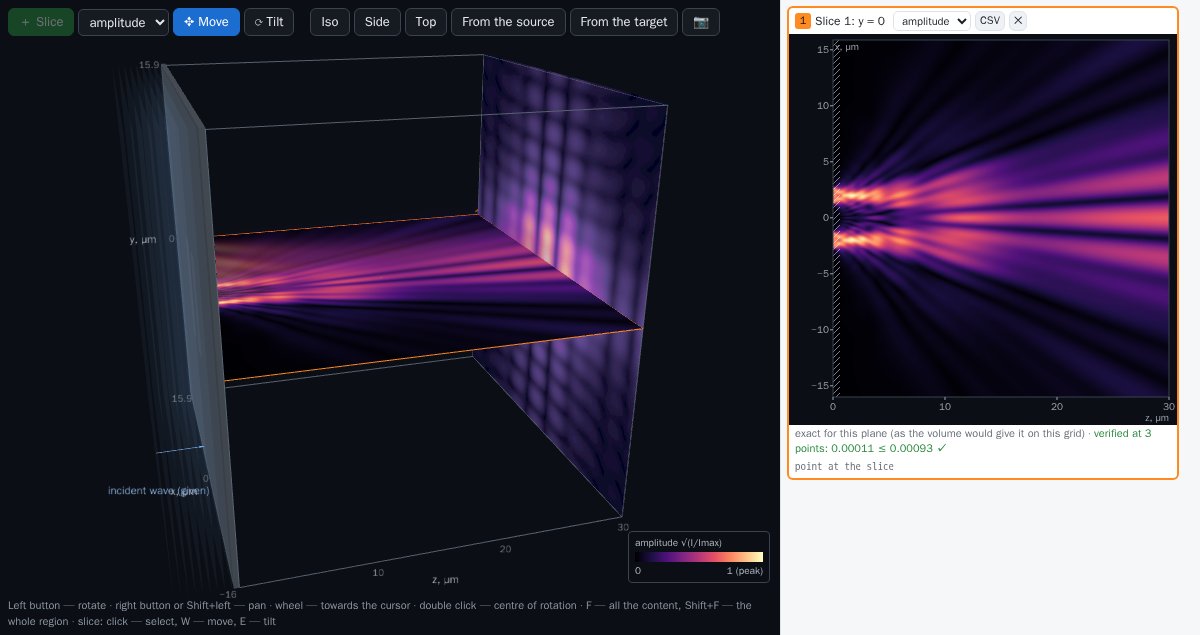 ＋ Slice amplitude ✥ Move ⟳ Tilt Iso Side Top From the source From the target 📷
15.9
y, µm 0
15.9
0
incident wave (given)
−16
10
20
30
z, µm
amplitude √(I/Imax)
0 1 (peak)
Left button — rotate · right button or Shift+left — pan · wheel — towards the cursor · double click — centre of rotation · F — all the content, Shift+F — the
whole region · slice: click — select, W — move, E — tilt
1 Slice 1: y = 0 amplitude CSV ✕
x, µm
15
10
5
0
−5
−10
−15
0 10 20 30
z, µm
exact for this plane (as the volume would give it on this grid) · verified at 3
points: 0.00011 ≤ 0.00093 ✓
point at the slice